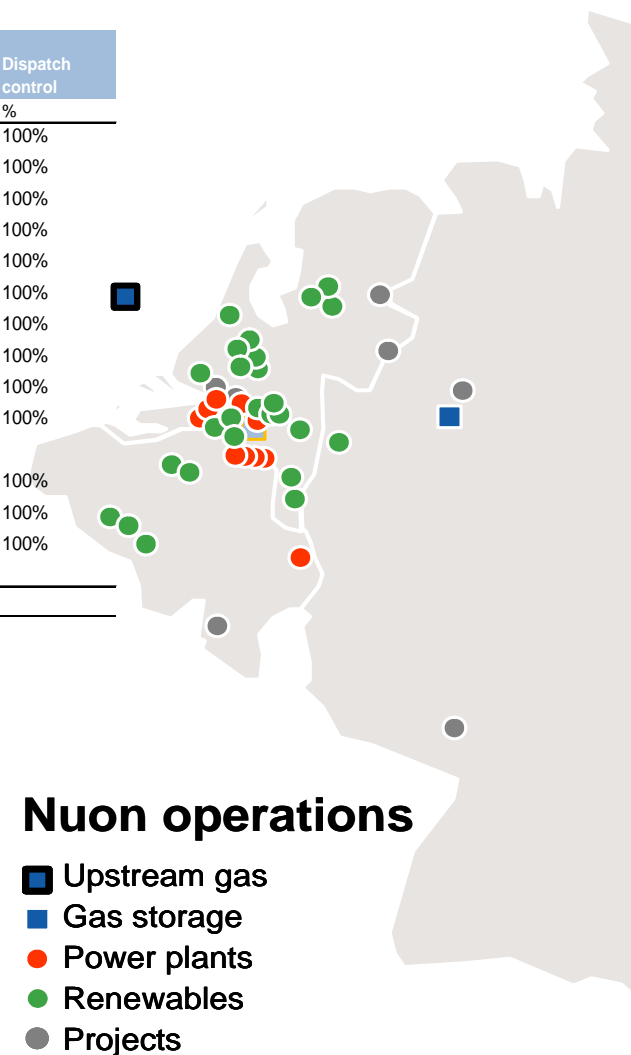 Dispatch
control
%
100%
100%
100%
100%
100%
100%
100%
100%
100%
100%
100%
100%
100%
Nuon operations
Upstream gas
Gas storage
Power plants
Renewables
Projects